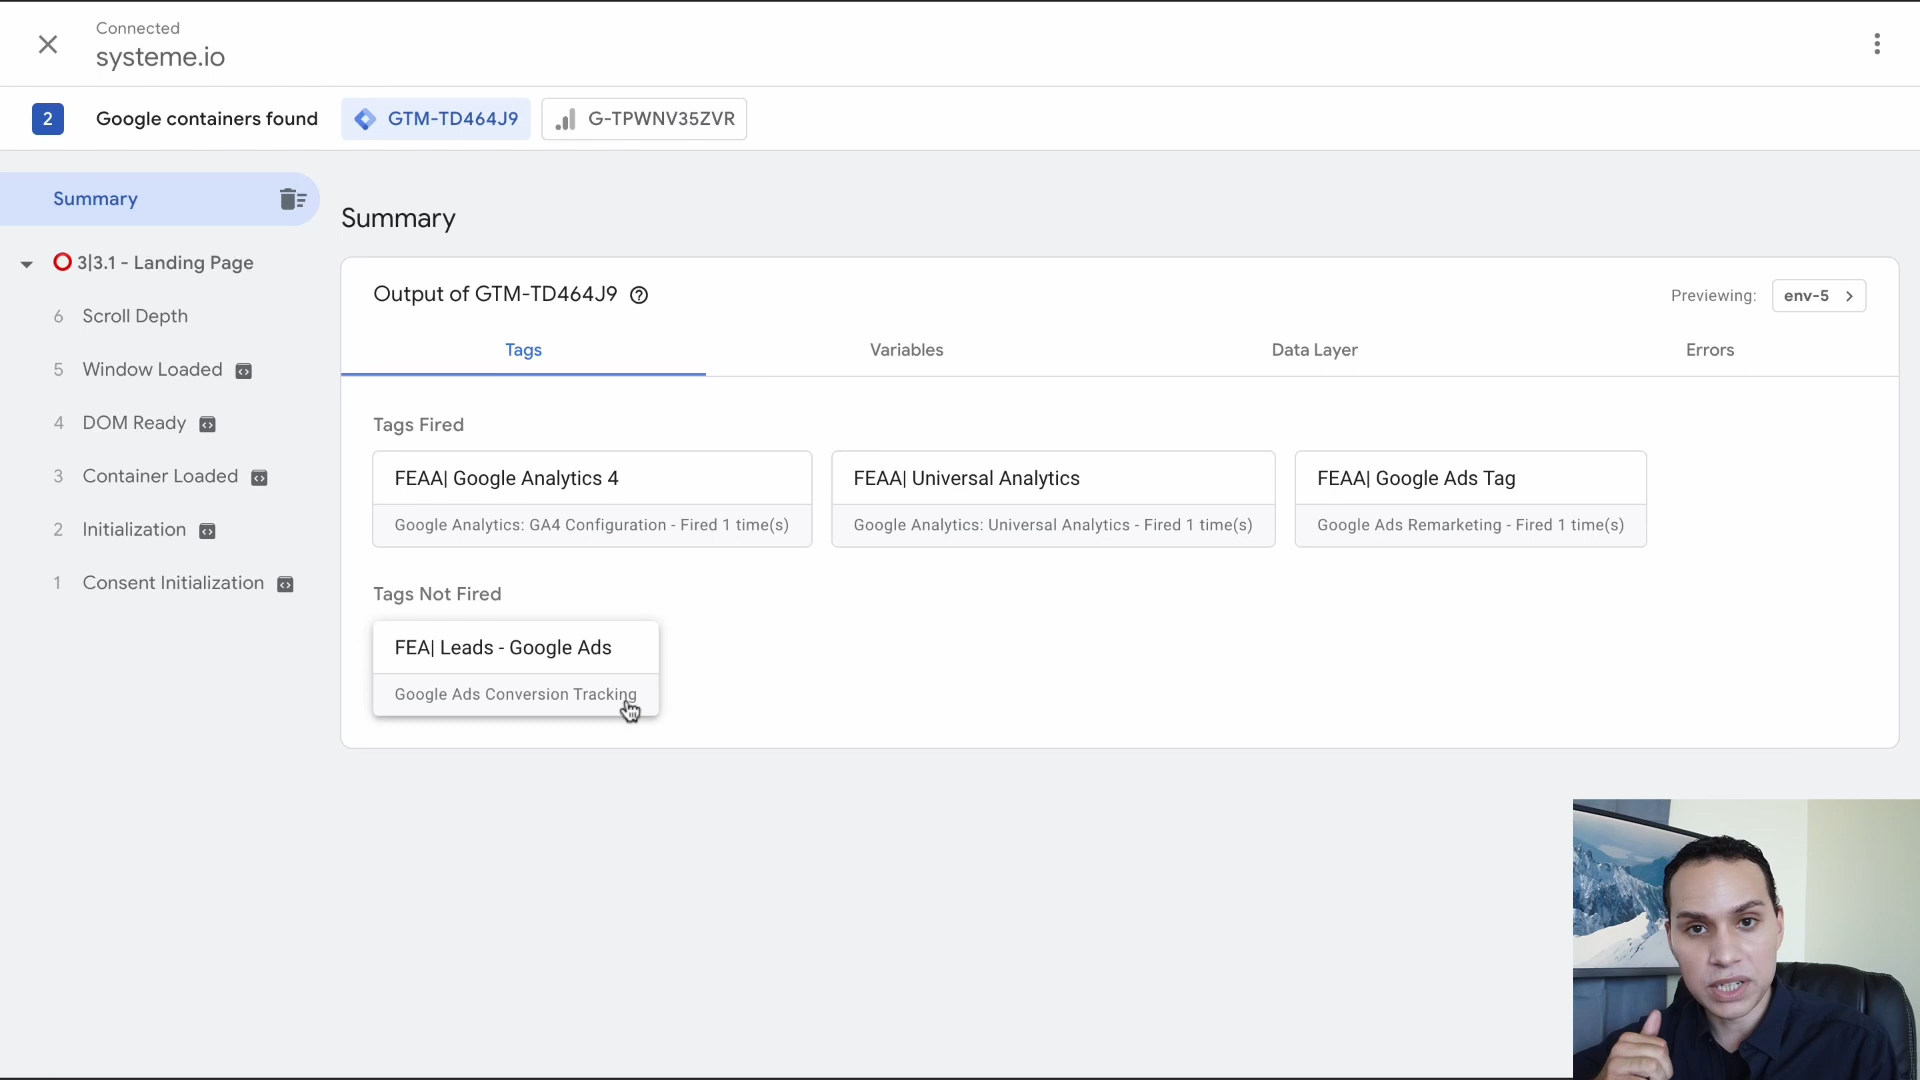 Connected
systeme.io
2 Google containers found GTM-TD464J9 G-TPWNV35ZVR
Summary
3|3.1 - Landing Page
6 Scroll Depth
5 Window Loaded
4 DOM Ready
3 Container Loaded
2 Initialization
1 Consent Initialization
Summary
Output of GTM-TD464J9
Previewing: env-5
Tags Variables Data Layer Errors
Tags Fired
FEAA| Google Analytics 4
Google Analytics: GA4 Configuration - Fired 1 time(s)
FEAA| Universal Analytics
Google Analytics: Universal Analytics - Fired 1 time(s)
FEAA| Google Ads Tag
Google Ads Remarketing - Fired 1 time(s)
Tags Not Fired
FEA| Leads - Google Ads
Google Ads Conversion Tracking